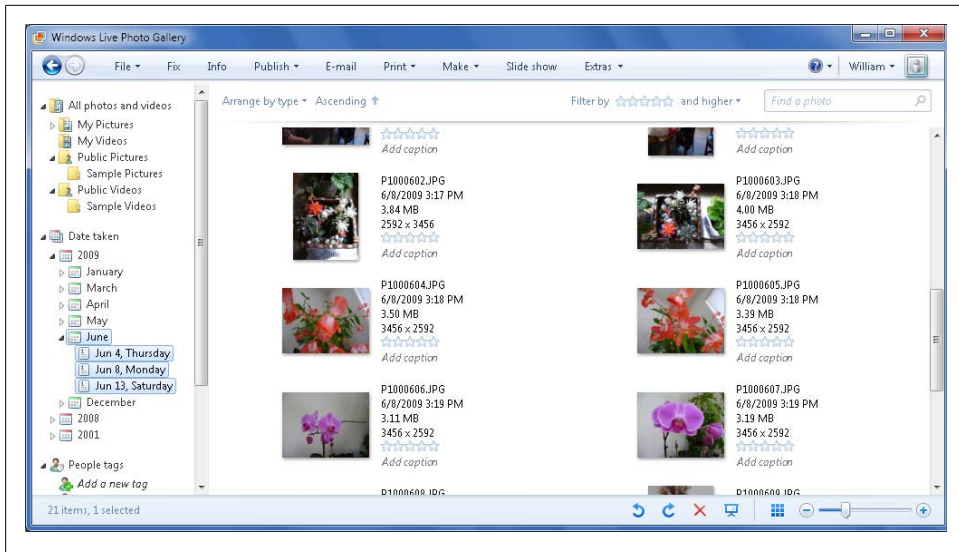 Windows Live Photo Gallery
File Fix Info Publish E-mail Print Make Slide show Extras William
All photos and videos
My Pictures
My Videos
Public Pictures
Sample Pictures
Public Videos
Sample Videos
Date taken
2009
January
March
April
May
June
Jun 4, Thursday
Jun 8, Monday
Jun 13, Saturday
December
2008
2001
People tags
Add a new tag
Arrange by type Ascending Filter by and higher Find a photo
Add caption
Add caption
P1000602.JPG
6/8/2009 3:17 PM
3.84 MB
2592 x 3456
Add caption
P1000603.JPG
6/8/2009 3:18 PM
4.00 MB
3456 x 2592
Add caption
P1000604.JPG
6/8/2009 3:18 PM
3.50 MB
3456 x 2592
Add caption
P1000605.JPG
6/8/2009 3:18 PM
3.39 MB
3456 x 2592
Add caption
P1000606.JPG
6/8/2009 3:19 PM
3.11 MB
3456 x 2592
Add caption
P1000607.JPG
6/8/2009 3:19 PM
3.19 MB
3456 x 2592
Add caption
P1000608.JPG
P1000609.JPG
21 items, 1 selected